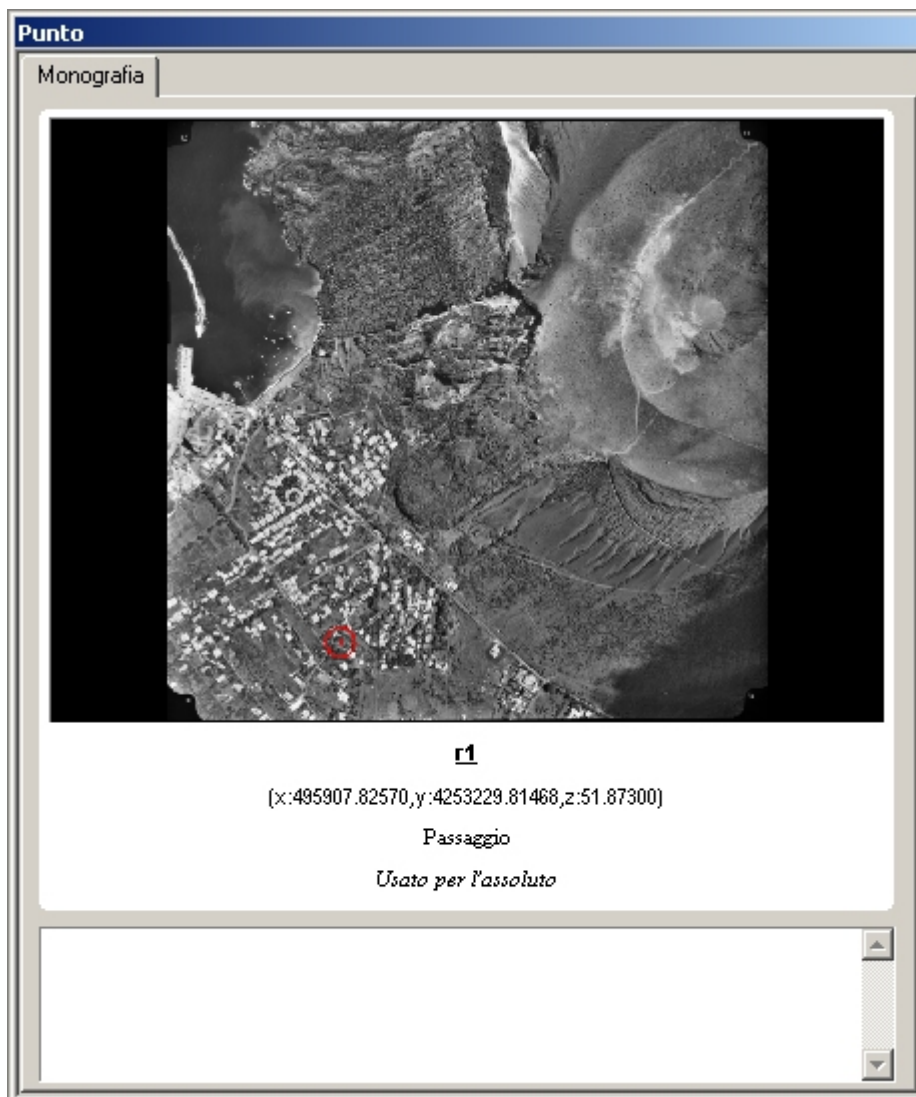 Punto
Monografia
r1
(x:495907.82570,y:4253229.81468,z:51.87300)
Passaggio
Usato per l'assoluto